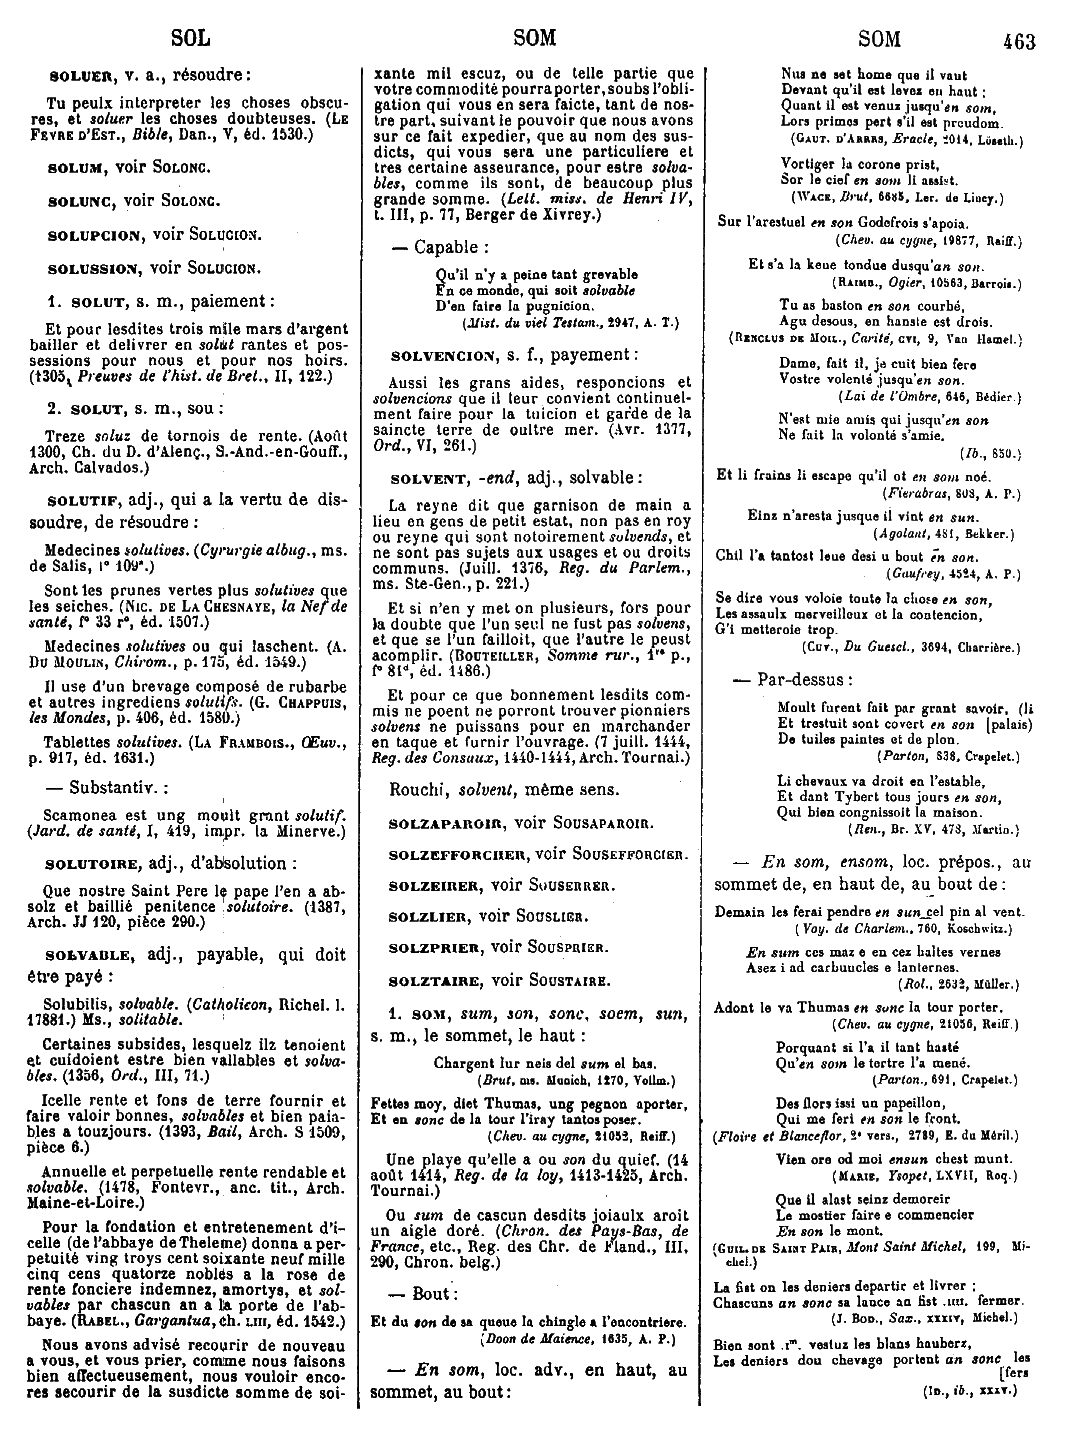 SOL
SOM
SOM
463
SOLUER, v. a., résoudre :
Tu peulx interpreter les choses obscu-
res, et soluer les choses doubteuses. (LE
FEVRE D'EST., Bible, Dan., V, éd. 1530.)
SOLUM, voir SOLONC.
SOLUNC, voir SOLONC.
SOLUPCION, voir SOLUCION.
SOLUSSION, voir SOLUCION.
1. SOLUT, s. m., paiement :
Et pour lesdites trois mile mars d'argent
bailler et delivrer en solut rantes et pos-
sessions pour nous et pour nos hoirs.
(1305, Preuves de l'hist. de Bret., II, 122.)
2. SOLUT, s. m., sou :
Treze soluz de tornois de rente. (Août
1300, Ch. du D. d'Alenç., S.-And.-en-Gouff.,
Arch. Calvados.)
SOLUTIF, adj., qui a la vertu de dis-
soudre, de résoudre :
Medecines solutives. (Cyrurgie albug., ms.
de Salis, f° 109ª.)
Sont les prunes vertes plus solutives que
les seiches. (NIC. DE LA CHESNAYE, la Nef de
santé, f° 33 r°, éd. 1507.)
Medecines solutives ou qui laschent. (A.
DU MOULIN, Chirom., p. 175, éd. 1549.)
Il use d'un brevage composé de rubarbe
et autres ingrediens solutifs. (G. CHAPPUIS,
les Mondes, p. 406, éd. 1580.)
Tablettes solutives. (LA FRAMBOIS., Œuv.,
p. 917, éd. 1631.)
— Substantiv. :
Scamonea est ung moult grant solutif.
(Jard. de santé, I, 419, impr. la Minerve.)
SOLUTOIRE, adj., d'absolution :
Que nostre Saint Pere le pape l'en a ab-
solz et baillié penitence solutoire. (1387,
Arch. JJ 120, pièce 290.)
SOLVABLE, adj., payable, qui doit
être payé :
Solubilis, solvable. (Catholicon, Richel. l.
17881.) Ms., solitable.
Certaines subsides, lesquelz ilz tenoient
et cuidoient estre bien vallables et solva-
bles. (1356, Ord., III, 71.)
Icelle rente et fons de terre fournir et
faire valoir bonnes, solvables et bien paia-
bles a touzjours. (1393, Bail, Arch. S 1509,
pièce 6.)
Annuelle et perpetuelle rente rendable et
solvable. (1478, Fontevr., anc. tit., Arch.
Maine-et-Loire.)
Pour la fondation et entretenement d'i-
celle (de l'abbaye de Theleme) donna a per-
petuité vingt troys cent soixante neuf mille
cinq cens quatorze nobles a la rose de
rente fonciere indemnez, amortys, et sol-
vables par chascun an a la porte de l'ab-
baye. (RABEL., Gargantua, ch. LIII, éd. 1542.)
Nous avons advisé recourir de nouveau
a vous, et vous prier, comme nous faisons
bien affectueusement, nous vouloir enco-
res secourir de la susdicte somme de soi-
xante mil escuz, ou de telle partie que
votre commodité pourra porter, soubs l'obli-
gation qui vous en sera faicte, tant de nos-
tre part, suivant le pouvoir que nous avons
sur ce fait expedier, que au nom des sus-
dicts, qui vous sera une particuliere et
tres certaine asseurance, pour estre solva-
bles, comme ils sont, de beaucoup plus
grande somme. (Lett. miss. de Henri IV,
t. III, p. 77, Berger de Xivrey.)
— Capable :
Qu'il n'y a peine tant grevable
En ce monde, qui soit solvable
D'en faire la pugnicion.
(Mist. du viel Testam., 2947, A. T.)
SOLVENCION, s. f., payement :
Aussi les grans aides, responcions et
solvencions que il leur convient continuel-
ment faire pour la tuicion et garde de la
saincte terre de oultre mer. (Avr. 1377,
Ord., VI, 261.)
SOLVENT, -end, adj., solvable :
La reyne dit que garnison de main a
lieu en gens de petit estat, non pas en roy
ou reyne qui sont notoirement solvends, et
ne sont pas sujets aux usages et ou droits
communs. (Juill. 1376, Reg. du Parlem.,
ms. Ste-Gen., p. 221.)
Et si n'en y met on plusieurs, fors pour
la doubte que l'un seul ne fust pas solvens,
et que se l'un failloit, que l'autre le peust
acomplir. (BOUTEILLER, Somme rur., 1re p.,
f° 81d, éd. 1486.)
Et pour ce que bonnement lesdits com-
mis ne poent ne porront trouver pionniers
solvens ne puissans pour en marchander
en taque et furnir l'ouvrage. (7 juill. 1444,
Reg. des Consaux, 1440-1444, Arch. Tournai.)
Rouchi, solvent, même sens.
SOLZAPAROIR, voir SOUSAPAROIR.
SOLZEFFORCHER, voir SOUSEFFORCIER.
SOLZEIRER, voir SOUSERRER.
SOLZLIER, voir SOUSLIER.
SOLZPRIER, voir SOUSPRIER.
SOLZTAIRE, voir SOUSTAIRE.
1. SOM, sum, son, sonc, soem, sun,
s. m., le sommet, le haut :
Chargent lur neis del sum el bas.
(Brut, ms. Munich, 1270, Vollm.)
Fettes moy, diet Thumas, ung pegnon aporter,
Et en sonc de la tour l'iray tantos poser.
(Chev. au cygne, 21052, Reiff.)
Une playe qu'elle a ou son du quief. (14
août 1414, Reg. de la loy, 1413-1425, Arch.
Tournai.)
Ou sum de cascun desdits joiaulx aroit
un aigle doré. (Chron. des Pays-Bas, de
France, etc., Reg. des Chr. de Fland., III,
290, Chron. belg.)
— Bout :
Et du son de sa queue la chingle a l'encontriere.
(Doon de Maience, 1635, A. P.)
— En som, loc. adv., en haut, au
sommet, au bout :
Nus ne set home que il vaut
Devant qu'il est levez en haut ;
Quant il est venuz jusqu'en som,
Lors primes pert s'il est preudom.
(GAUT. D'ARRAS, Eracle, 2014, Löseth.)
Vortiger la corone prist,
Sor le cief en som li assist.
(WACE, Brut, 6685, Ler. de Lincy.)
Sur l'arestuel en son Godefrois s'apoia.
(Chev. au cygne, 19877, Reiff.)
Et s'a la keue tondue dusqu'an son.
(RAIMB., Ogier, 10563, Barrois.)
Tu as baston en son courbé,
Agu desous, en hanste est drois.
(RENCLUS DE MOIL., Carité, CVI, 9, Van Hamel.)
Dame, fait il, je cuit bien fere
Vostre volenté jusqu'en son.
(Lai de l'Ombre, 646, Bédier.)
N'est mie amis qui jusqu'en son
Ne fait la volonté s'amie.
(Ib., 850.)
Et li frains li escape qu'il ot en som noé.
(Fierabras, 808, A. P.)
Einz n'aresta jusque il vint en sun.
(Agolant, 481, Bekker.)
Chil l'a tantost leue desi u bout en son.
(Gaufrey, 4524, A. P.)
Se dire vous voloie toute la chose en son,
Les assaulx merveilleux et la contencion,
G'i metteroie trop.
(CUV., Du Guescl., 3694, Charrière.)
— Par-dessus :
Moult furent fait par grant savoir, (li
Et trestuit sont covert en son [palais)
De tuiles paintes et de plon.
(Parton, 838, Crapelet.)
Li chevaux va droit en l'estable,
Et dant Tybert tous jours en son,
Qui bien congnissoit la maison.
(Ren., Br. XV, 478, Martin.)
— En som, ensom, loc. prépos., au
sommet de, en haut de, au bout de :
Demain les ferai pendre en sun cel pin al vent.
(Voy. de Charlem., 760, Koschwitz.)
En sum ces maz e en cez haltes vernes
Asez i ad carbuucles e lanternes.
(Rol., 2632, Müller.)
Adont le va Thumas en sonc la tour porter.
(Chev. au cygne, 21056, Reiff.)
Porquant si l'a il tant hasté
Qu'en som le tertre l'a mené.
(Parton., 691, Crapelet.)
Des flors issi un papeillon,
Qui me feri en son le front.
(Floire et Blanceflor, 2e vers., 2789, E. du Méril.)
Vien ore od moi ensun chest munt.
(MARIE, Ysopet, LXVII, Roq.)
Que il alast seinz demoreir
Le mostier faire e commencier
En son le mont.
(GUIL. DE SAINT PAIR, Mont Saint Michel, 199, Mi-
chel.)
La fist on les deniers departir et livrer ;
Chascuns an sonc sa lance an fist .IIII. fermer.
(J. BOD., Sax., XXXIV, Michel.)
Bien sont .Im. vestuz les blans hauberz,
Les deniers dou chevage portent an sonc les
[fers
(ID., ib., XXXV.)